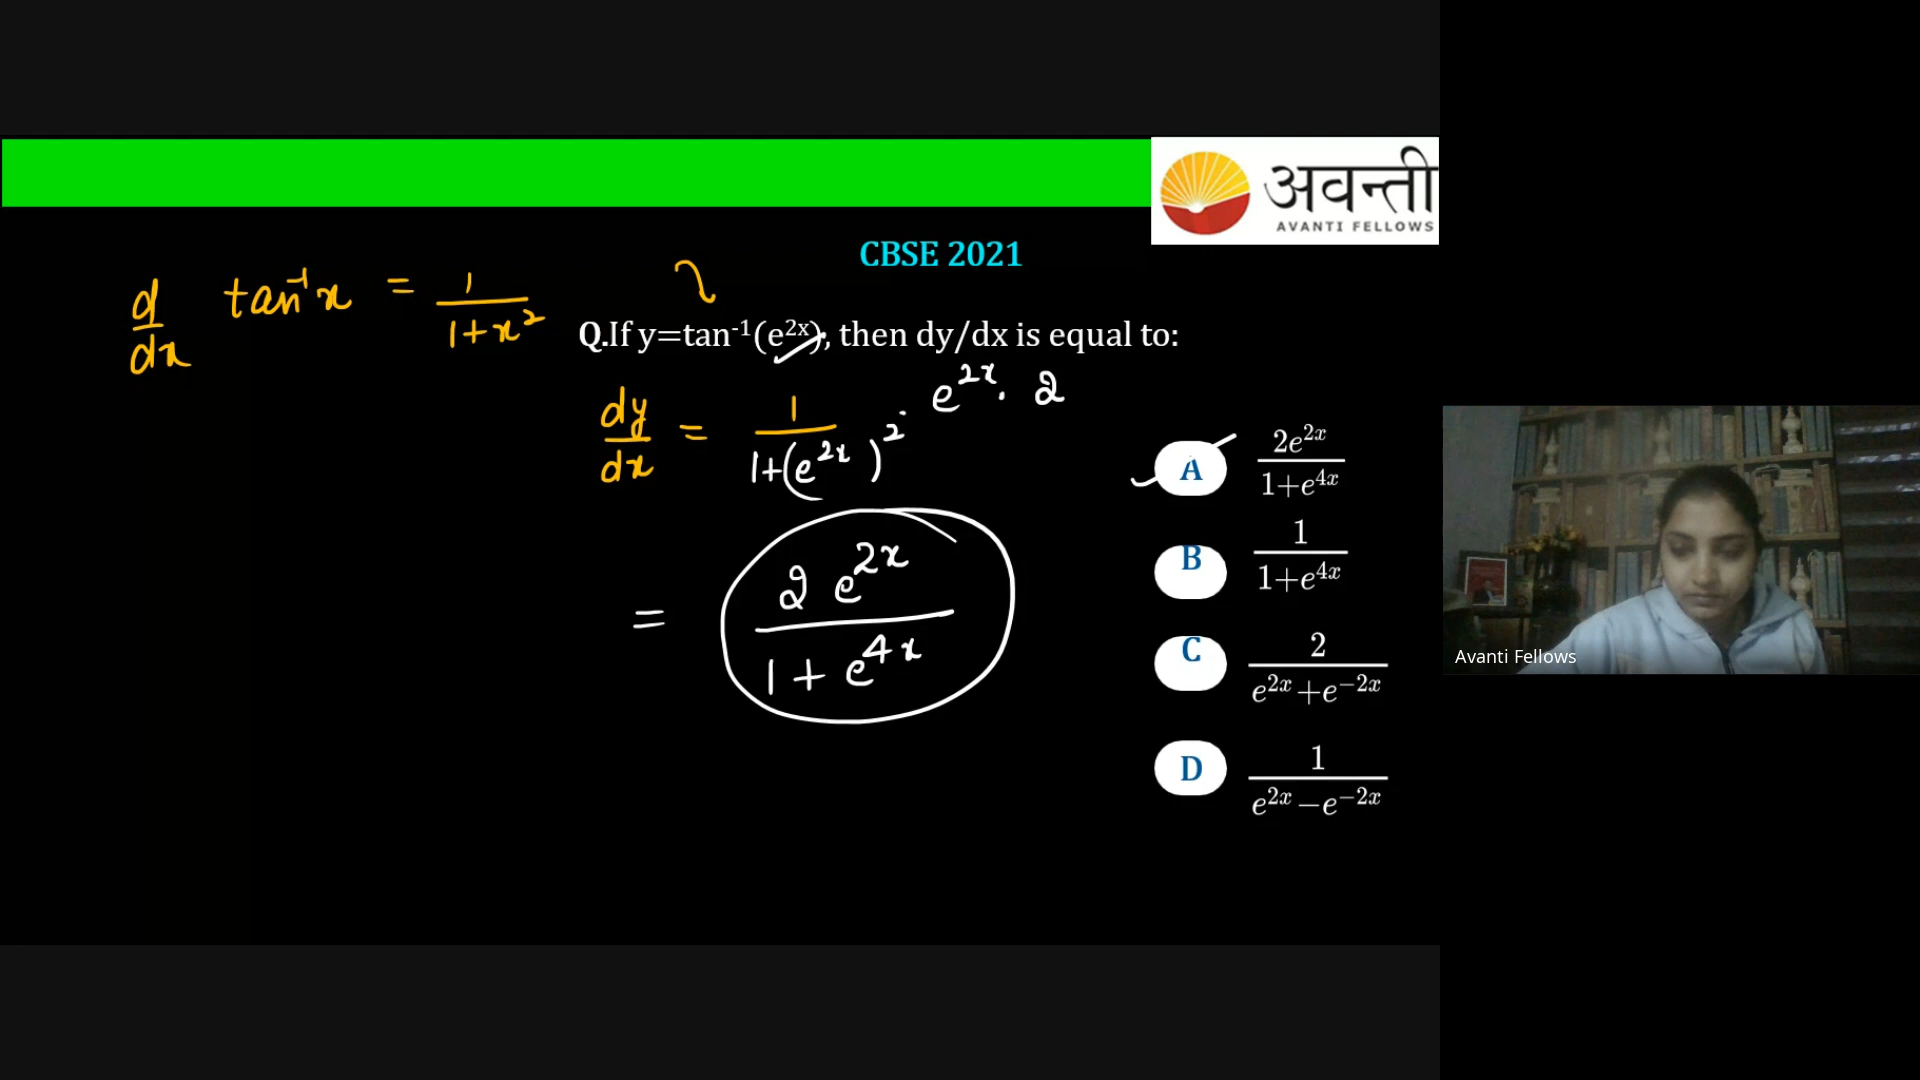 अवन्ती
AVANTI FELLOWS
CBSE 2021
d/dx tan⁻¹x = 1/(1+x²)
Q.If y=tan⁻¹(e²ˣ), then dy/dx is equal to:
dy/dx = 1/(1+(e²ˣ)²) · e²ˣ · 2
= 2 e²ˣ/(1 + e⁴ˣ)
A 2e²ˣ/(1+e⁴ˣ)
B 1/(1+e⁴ˣ)
C 2/(e²ˣ+e⁻²ˣ)
D 1/(e²ˣ−e⁻²ˣ)
Avanti Fellows